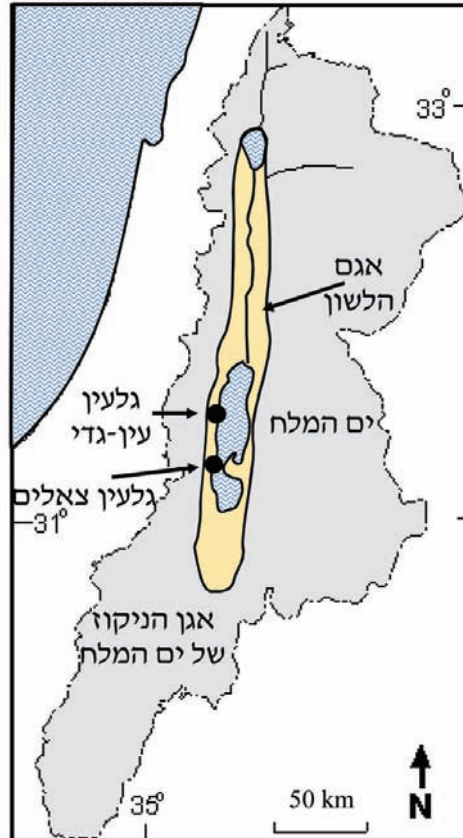 33°
אגם
הלשון
גלעין
עין-גדי
ים המלח
גלעין צאלים
31°
אגן הניקוז
של ים המלח
35°
50 km
N